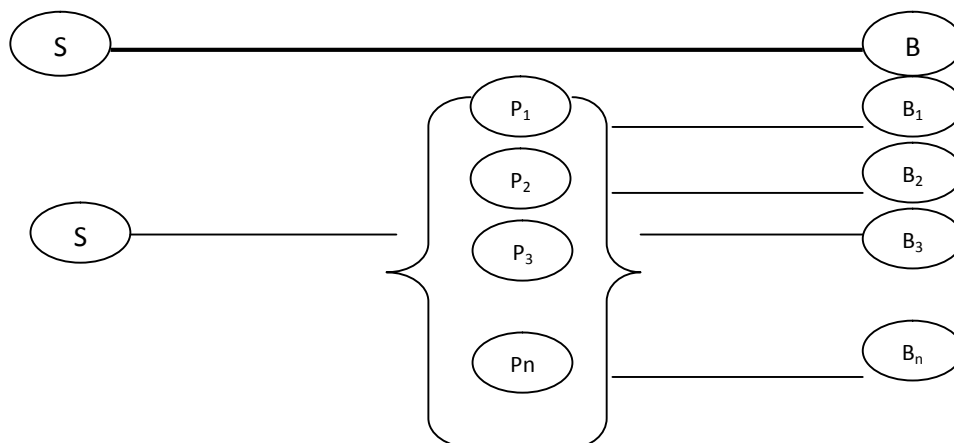 S B
P₁ B₁
P₂ B₂
S P₃ B₃
Pn Bₙ